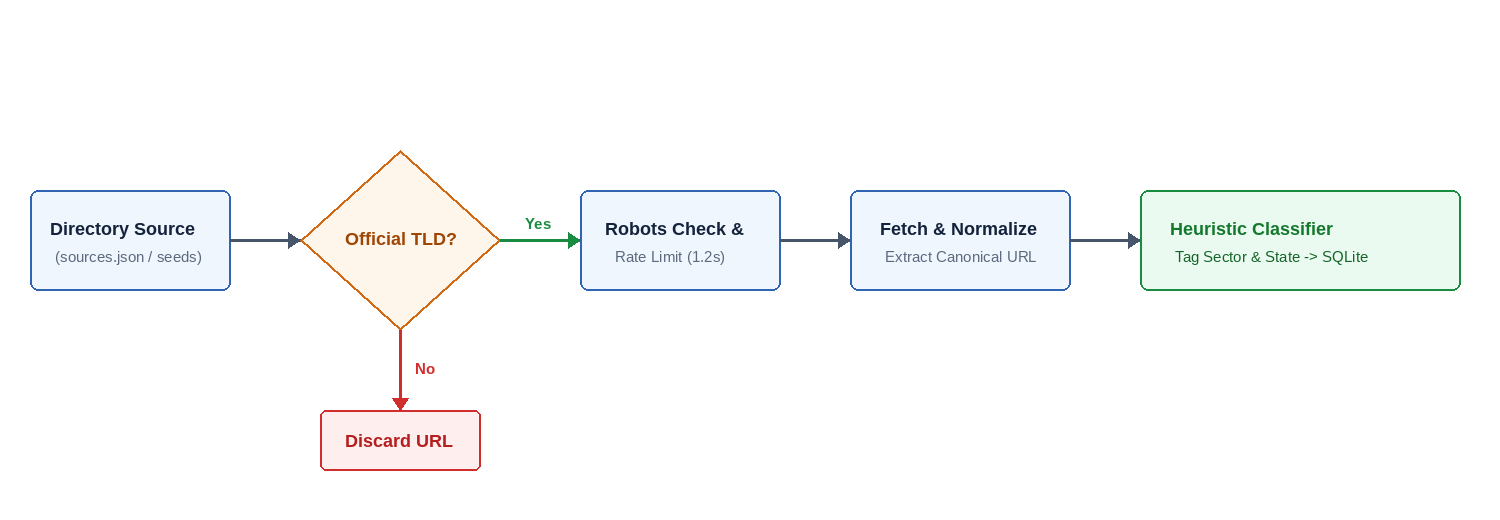 Directory Source
(sources.json / seeds)
Official TLD?
Yes
Robots Check &
Rate Limit (1.2s)
Fetch & Normalize
Extract Canonical URL
Heuristic Classifier
Tag Sector & State -> SQLite
No
Discard URL